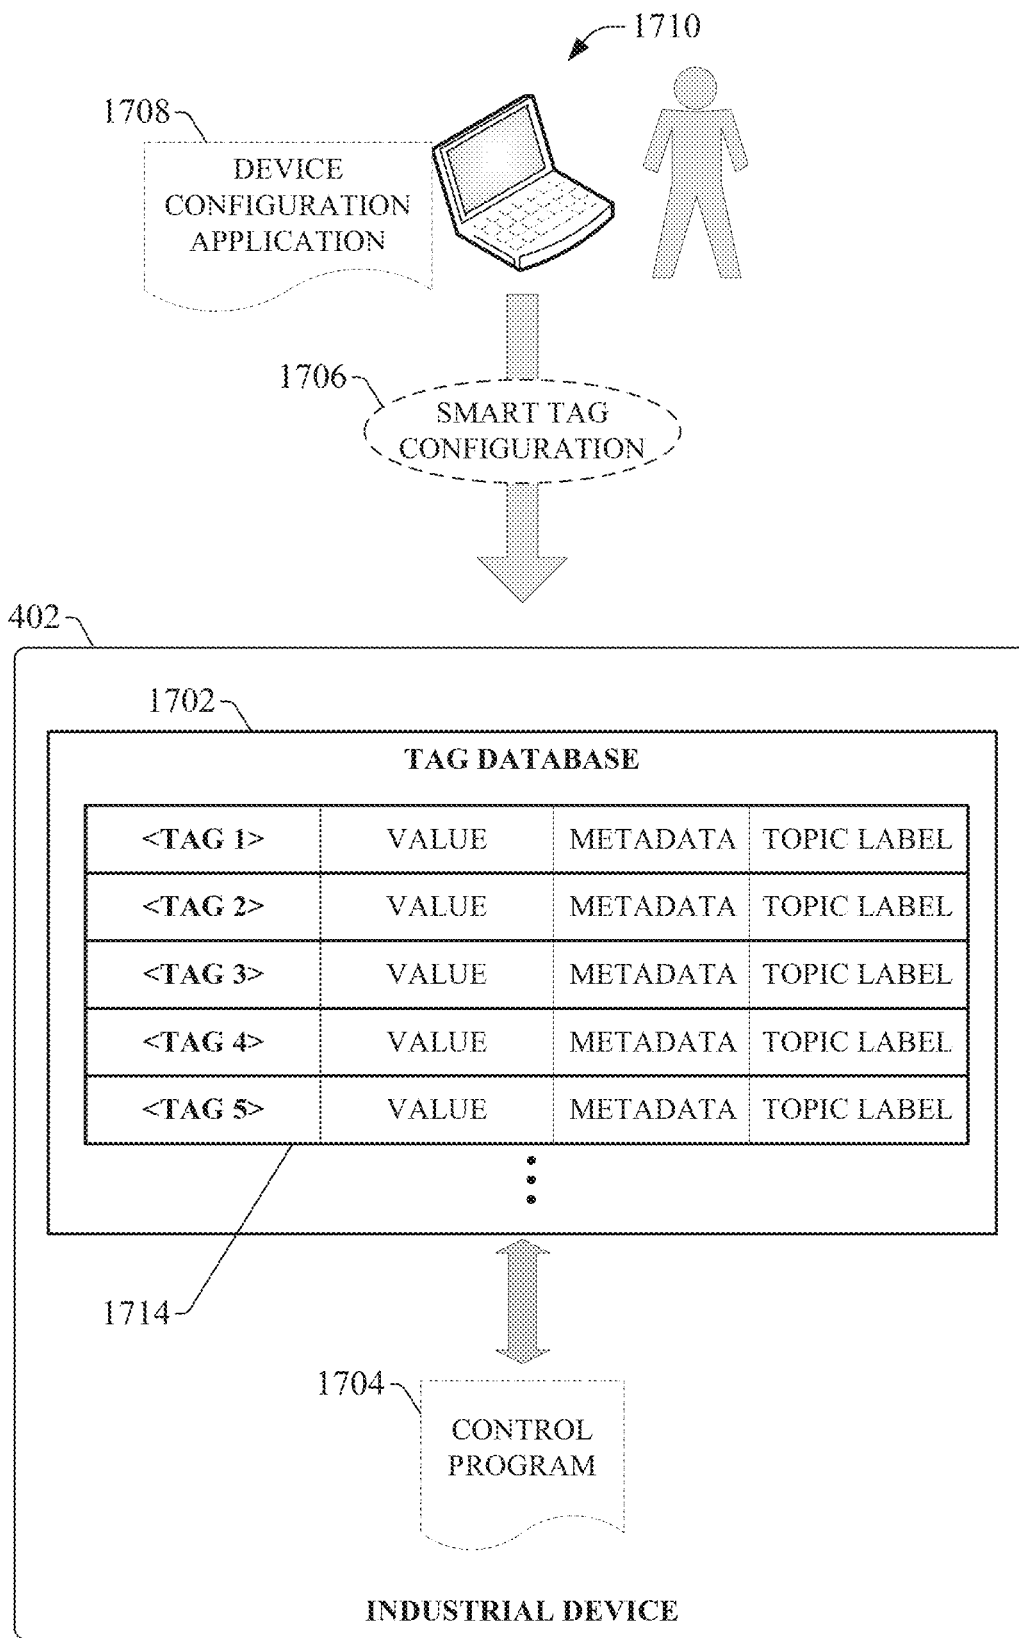 1710
1708
DEVICE
CONFIGURATION
APPLICATION
1706
SMART TAG
CONFIGURATION
402
1702
TAG DATABASE
<TAG 1> VALUE METADATA TOPIC LABEL
<TAG 2> VALUE METADATA TOPIC LABEL
<TAG 3> VALUE METADATA TOPIC LABEL
<TAG 4> VALUE METADATA TOPIC LABEL
<TAG 5> VALUE METADATA TOPIC LABEL
1714
1704
CONTROL
PROGRAM
INDUSTRIAL DEVICE